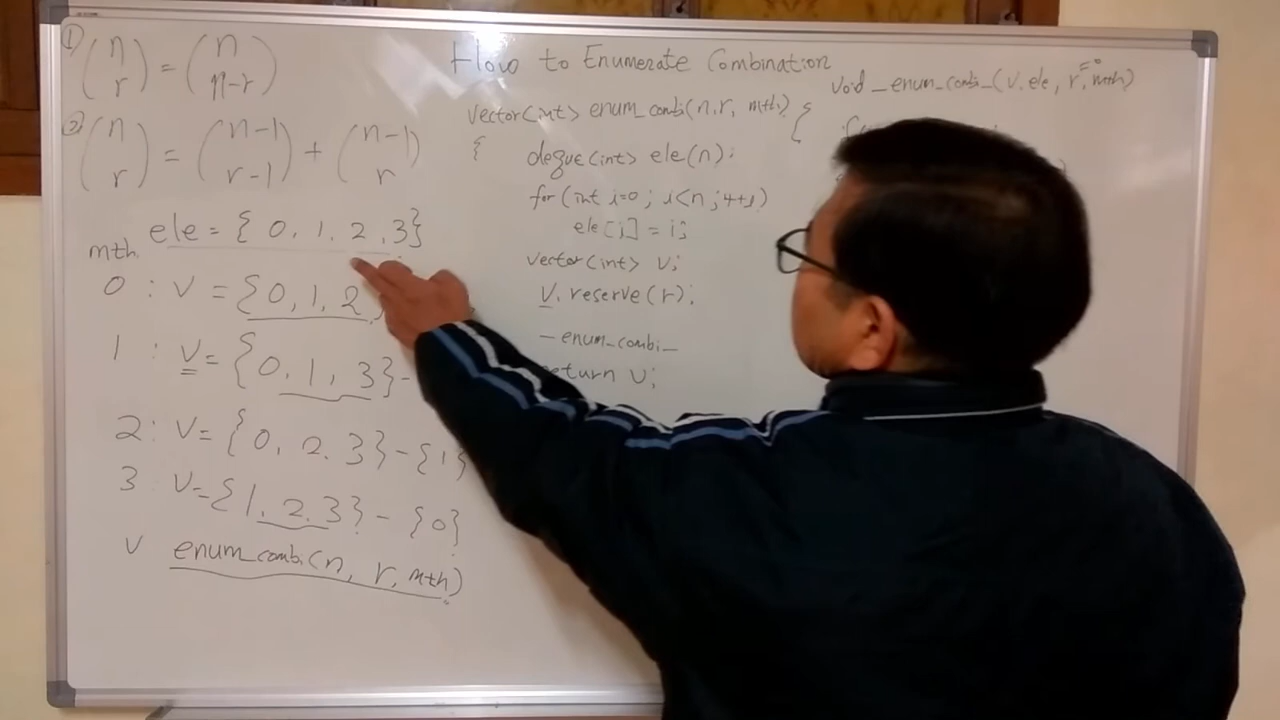 How to Enumerate Combination
① (n r) = (n n-r)
② (n r) = (n-1 r-1) + (n-1 r)
ele = { 0, 1, 2, 3}
mth
0 : v = {0, 1, 2
1 : v = {0, 1, 3} -
2 : v = {0, 2, 3} - {1}
3 v = {1, 2, 3} - {0}
v enum_combi(n, r, mth)
vector<int> enum_combi(n, r, mth)
{
deque<int> ele(n);
for (int i=0; i<n; ++i)
ele[i] = i;
vector<int> v;
v.reserve(r);
_enum_combi_
return v;
void _enum_combi_(v, ele, r, mth)
{